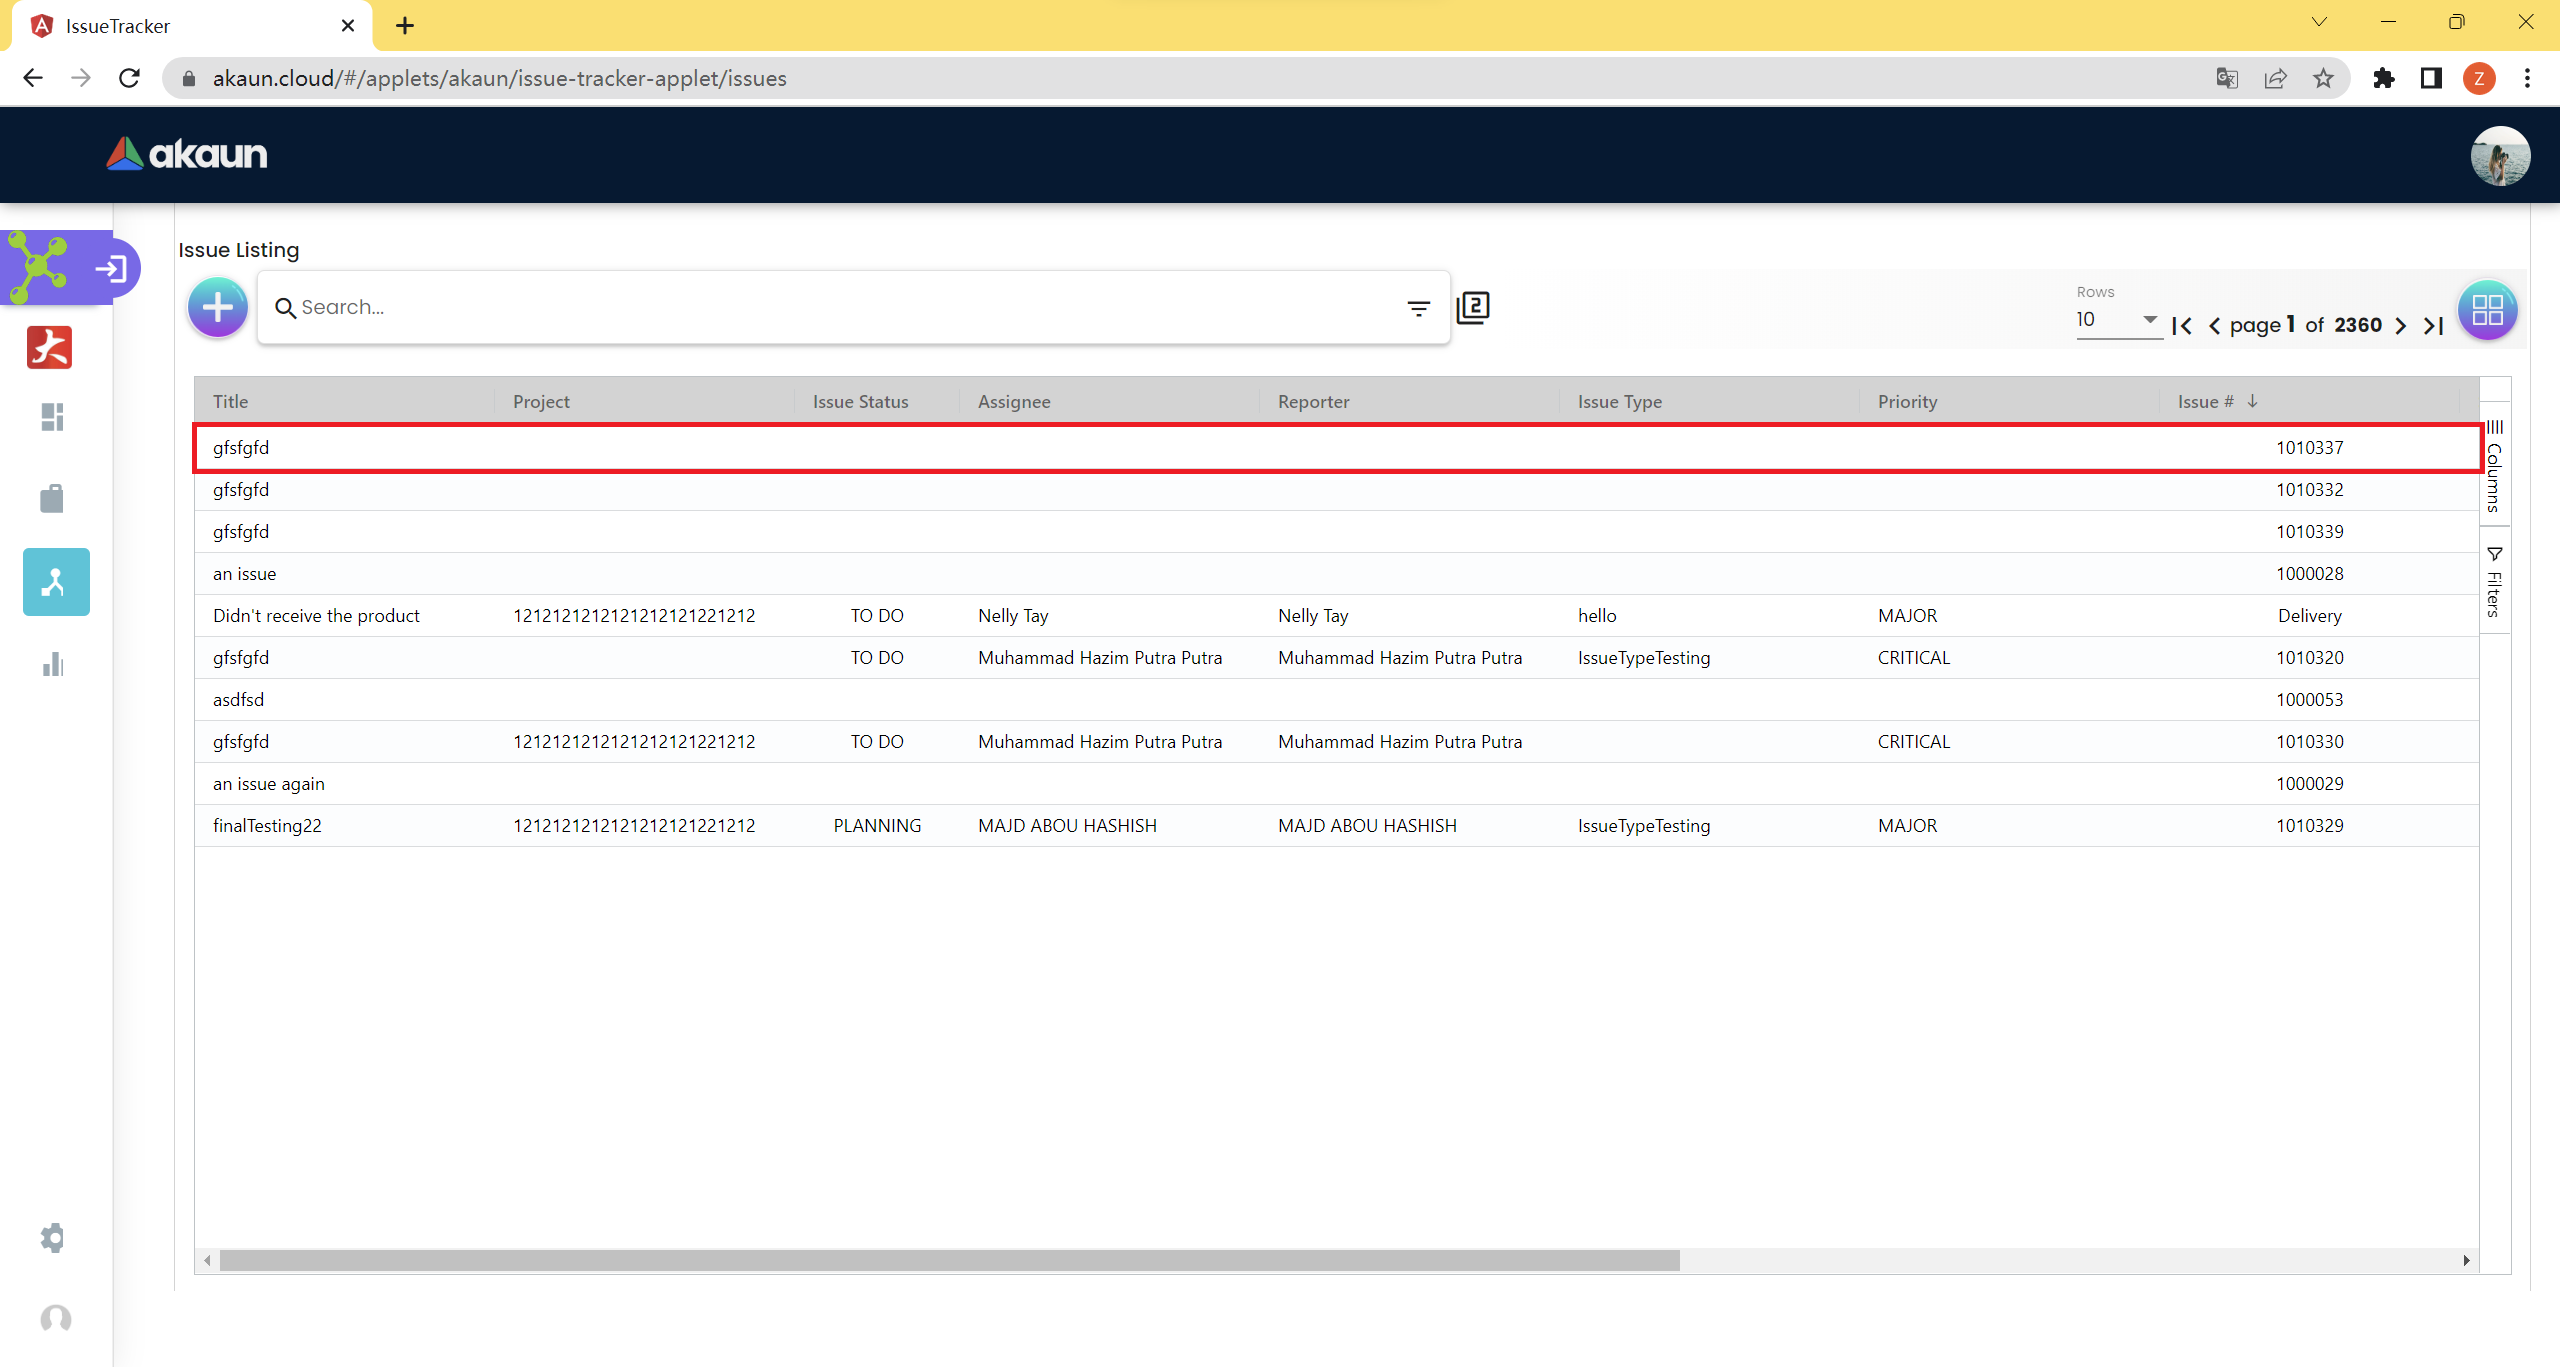 IssueTracker
akaun.cloud/#/applets/akaun/issue-tracker-applet/issues
Z
akaun
Issue Listing
Search...
2
Rows
10
page 1 of 2360
Title Project Issue Status Assignee Reporter Issue Type Priority Issue #
gfsfgfd 1010337
gfsfgfd 1010332
gfsfgfd 1010339
an issue 1000028
Didn't receive the product 1212121212121212121221212 TO DO Nelly Tay Nelly Tay hello MAJOR Delivery
gfsfgfd TO DO Muhammad Hazim Putra Putra Muhammad Hazim Putra Putra IssueTypeTesting CRITICAL 1010320
asdfsd 1000053
gfsfgfd 1212121212121212121221212 TO DO Muhammad Hazim Putra Putra Muhammad Hazim Putra Putra CRITICAL 1010330
an issue again 1000029
finalTesting22 1212121212121212121221212 PLANNING MAJD ABOU HASHISH MAJD ABOU HASHISH IssueTypeTesting MAJOR 1010329
Columns
Filters